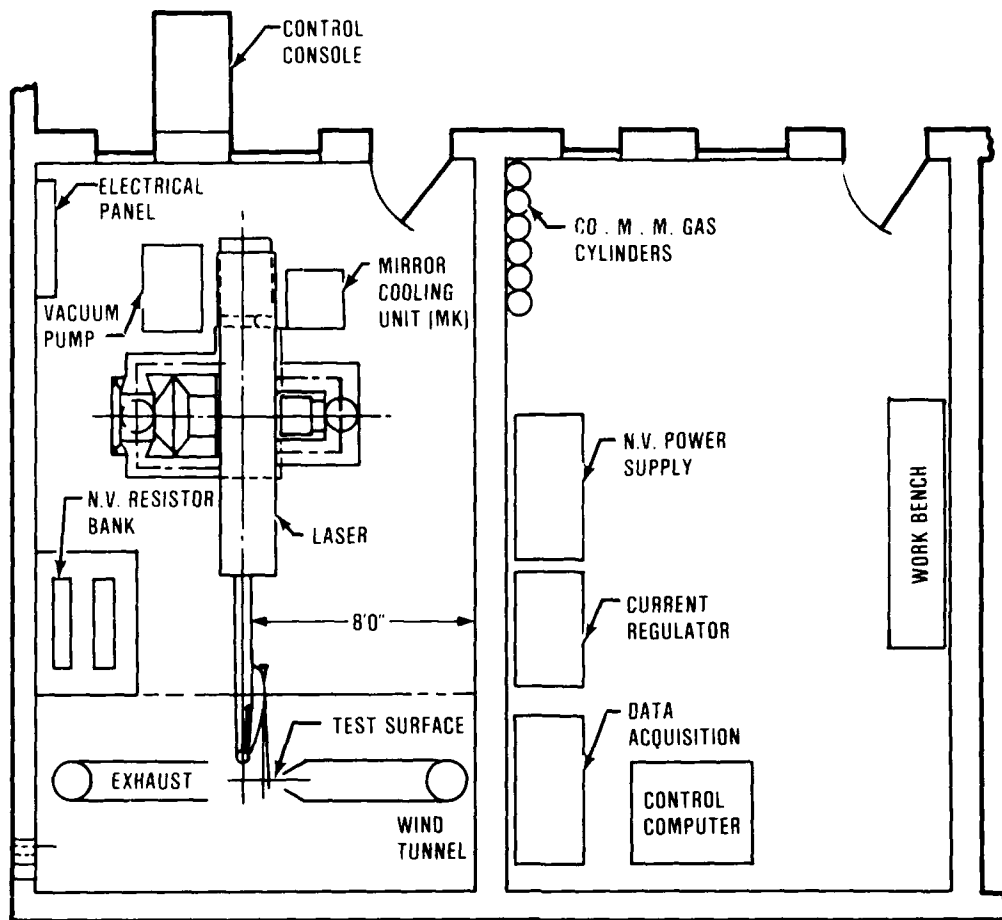 CONTROL
CONSOLE
ELECTRICAL
PANEL
CO . M . M. GAS
CYLINDERS
MIRROR
COOLING
UNIT (MK)
VACUUM
PUMP
N.V. POWER
SUPPLY
WORK BENCH
N.V. RESISTOR
BANK
LASER
CURRENT
REGULATOR
8'0"
TEST SURFACE
DATA
ACQUISITION
EXHAUST
CONTROL
COMPUTER
WIND
TUNNEL